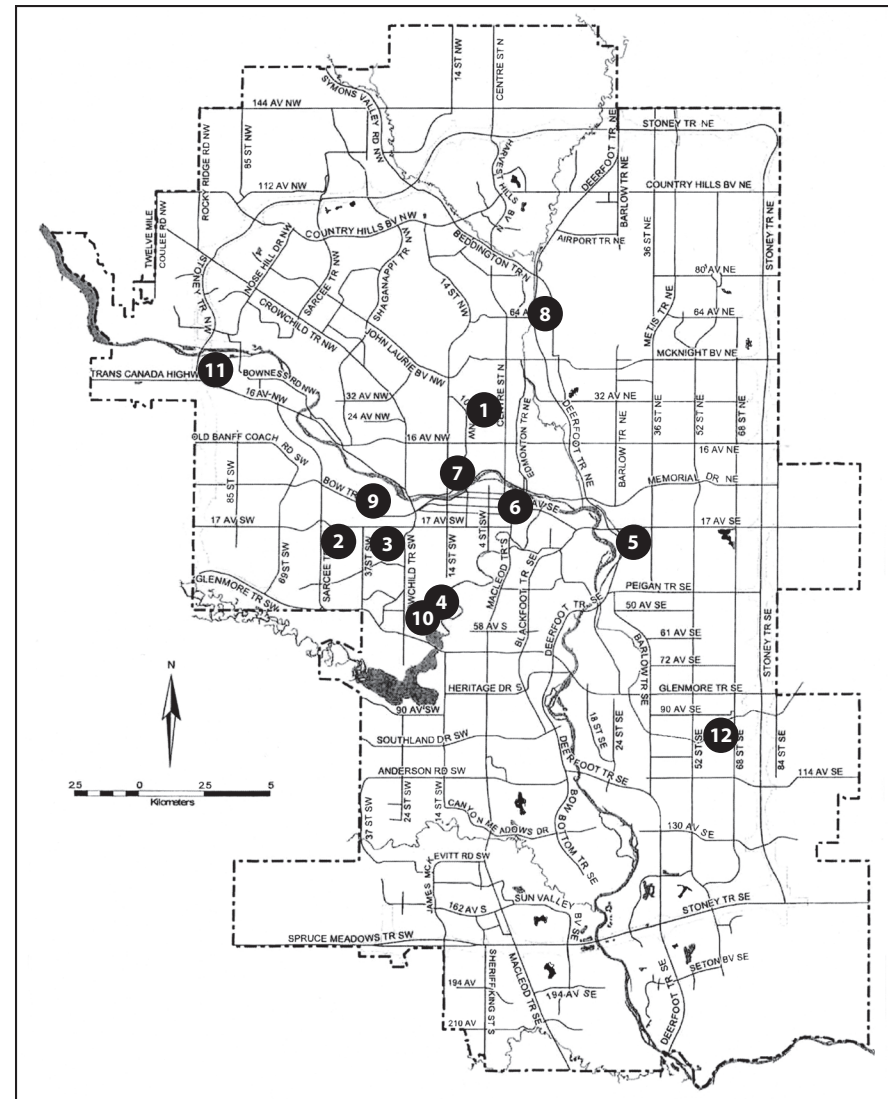 14 ST NW
CENTRE ST N
SYMONS VALLEY RD NW
144 AV NW
STONEY TR NE
85 ST NW
ROCKY RIDGE RD NW
HARVEST HILLS BV N
DEERFOOT TR NE
BARLOW TR NE
112 AV NW
COUNTRY HILLS BV NE
TWELVE MILE
COULEE RD NW
COUNTRY HILLS BV NW
AIRPORT TR NE
36 ST NE
STONEY TR NE
NOSE HILL DR NW
SARCEE TR NW
SHAGANAPPI TR NW
BEDDINGTON TR N
80 AV NE
STONEY TR NW
14 ST NW
METIS TR NE
CROWCHILD TR NW
64 A
8
64 AV NE
JOHN LAURIE BV NW
MCKNIGHT BV NE
11
TRANS CANADA HIGHW
BOWNESS RD NW
16 AV NW
32 AV NW
24 AV NW
1
CENTRE ST N
10
NW
EDMONTON TR NE
DEERFOOT TR NE
32 AV NE
BARLOW TR NE
36 ST NE
52 ST NE
68 ST NE
OLD BANFF COACH
RD SW
16 AV NW
16 AV NE
7
BOW TR
9
MEMORIAL DR NE
85 ST SW
6
AV SE
17 AV SW
17 AV SW
17 AV SE
2
3
4 ST SW
5
69 ST SW
SARCEE T
37 ST SW
OWCHILD TR SW
14 ST SW
MACLEOD TR S
BLACKFOOT TR SE
GLENMORE TR SW
4
10
DEERFOOT TR SE
PEIGAN TR SE
50 AV SE
58 AV S
61 AV SE
BARLOW TR SE
72 AV SE
STONEY TR SE
N
HERITAGE DR S
GLENMORE TR SE
90 AV SW
90 AV SE
18 ST SE
24 ST SE
52 ST SE
12
68 ST SE
84 ST SE
SOUTHLAND DR SW
DEERFOOT TR SE
2.5
0
2.5
5
Kilometers
ANDERSON RD SW
114 AV SE
37 ST SW
24 ST SW
14 ST SW
CANYON MEADOWS DR
BOW BOTTOM TR SE
130 AV SE
JAMES MCK
EVITT RD SW
162 AV S
SUN VALLEY
BV SE
STONEY TR SE
SPRUCE MEADOWS TR SW
SHERIFF KING ST S
MACLEOD TR SE
SETON BV SE
194 AV
194 AV SE
DEERFOOT TR SE
210 AV